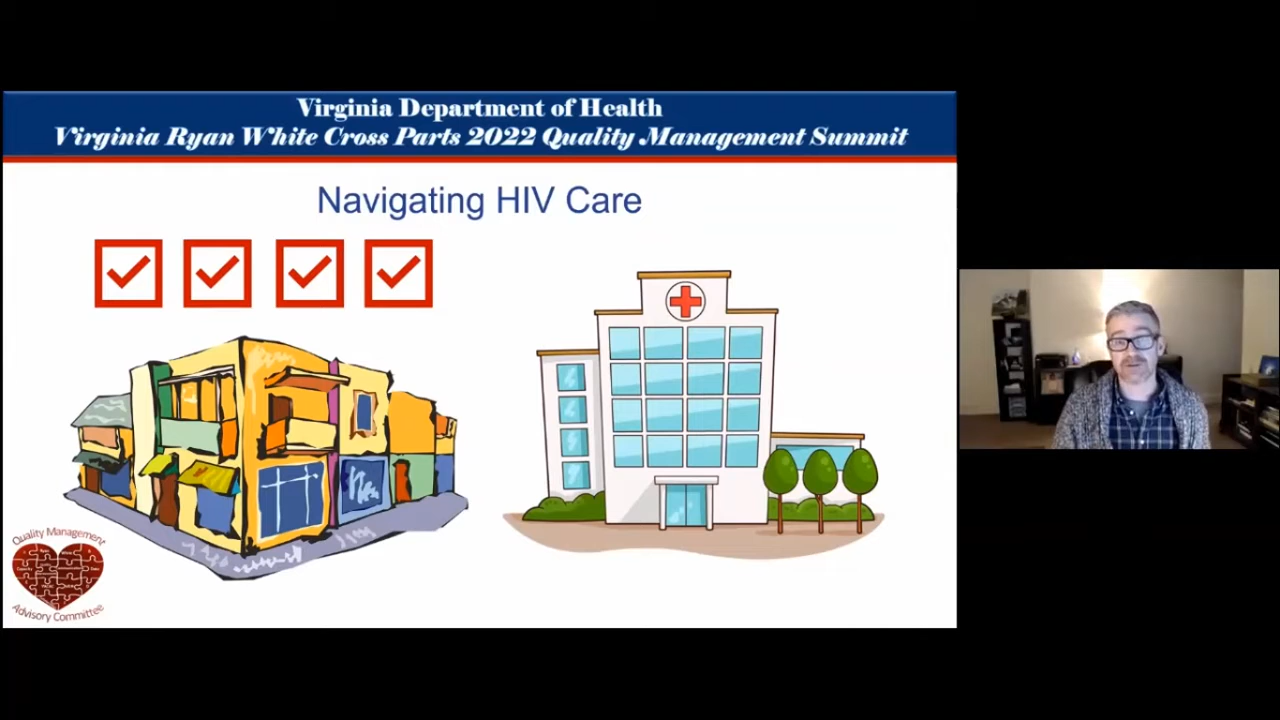 Virginia Department of Health
Virginia Ryan White Cross Parts 2022 Quality Management Summit
Navigating HIV Care
Quality Management
Advisory Committee